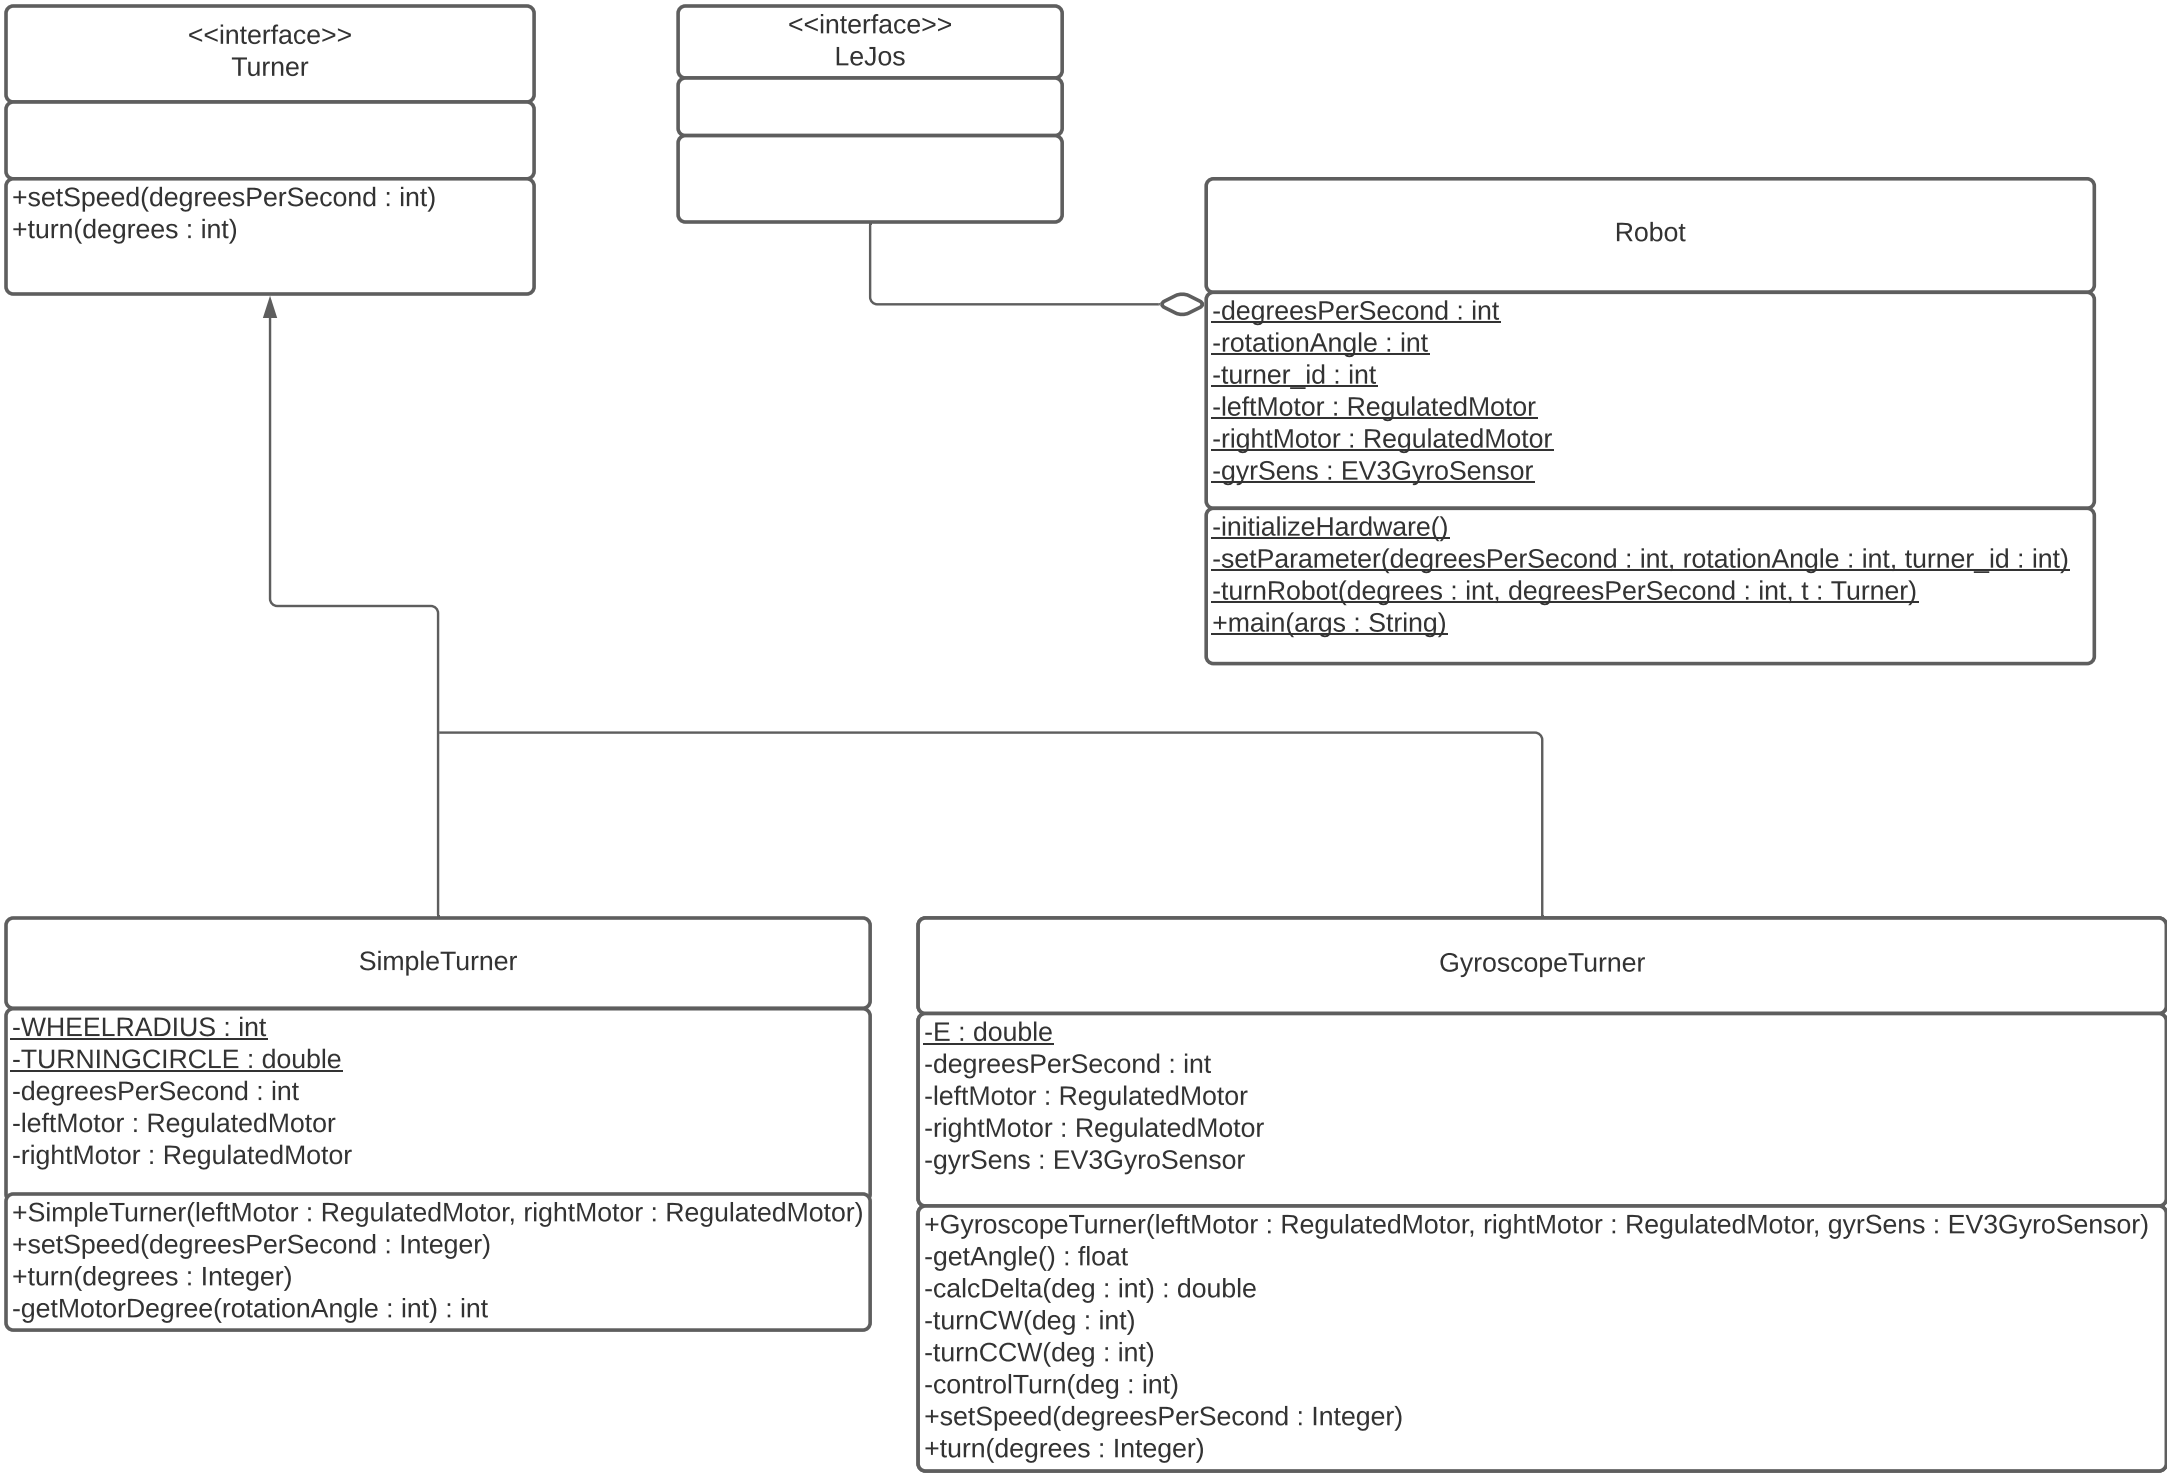 <<interface>>
Turner
+setSpeed(degreesPerSecond : int)
+turn(degrees : int)
<<interface>>
LeJos
Robot
-degreesPerSecond : int
-rotationAngle : int
-turner_id : int
-leftMotor : RegulatedMotor
-rightMotor : RegulatedMotor
-gyrSens : EV3GyroSensor
-initializeHardware()
-setParameter(degreesPerSecond : int, rotationAngle : int, turner_id : int)
-turnRobot(degrees : int, degreesPerSecond : int, t : Turner)
+main(args : String)
SimpleTurner
-WHEELRADIUS : int
-TURNINGCIRCLE : double
-degreesPerSecond : int
-leftMotor : RegulatedMotor
-rightMotor : RegulatedMotor
+SimpleTurner(leftMotor : RegulatedMotor, rightMotor : RegulatedMotor)
+setSpeed(degreesPerSecond : Integer)
+turn(degrees : Integer)
-getMotorDegree(rotationAngle : int) : int
GyroscopeTurner
-E : double
-degreesPerSecond : int
-leftMotor : RegulatedMotor
-rightMotor : RegulatedMotor
-gyrSens : EV3GyroSensor
+GyroscopeTurner(leftMotor : RegulatedMotor, rightMotor : RegulatedMotor, gyrSens : EV3GyroSensor)
-getAngle() : float
-calcDelta(deg : int) : double
-turnCW(deg : int)
-turnCCW(deg : int)
-controlTurn(deg : int)
+setSpeed(degreesPerSecond : Integer)
+turn(degrees : Integer)